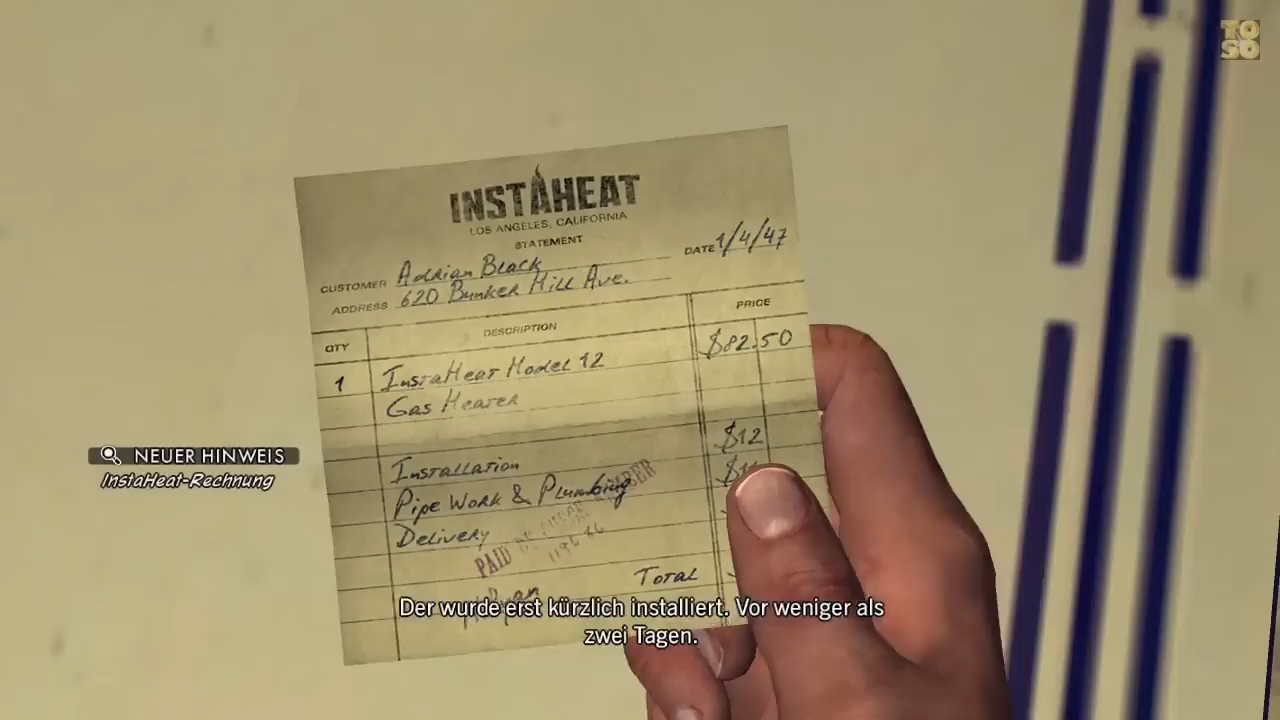 TO
SO
INSTAHEAT
LOS ANGELES, CALIFORNIA
STATEMENT
DATE 1/4/47
CUSTOMER Adrian Black
ADDRESS 620 Bunker Hill Ave.
QTY DESCRIPTION PRICE
1 InstaHeat Model 12 $82.50
Gas Heater
Installation $12
Pipe Work & Plumbing
Delivery
PAID
Total
NEUER HINWEIS
InstaHeat-Rechnung
Der wurde erst kürzlich installiert. Vor weniger als
zwei Tagen.